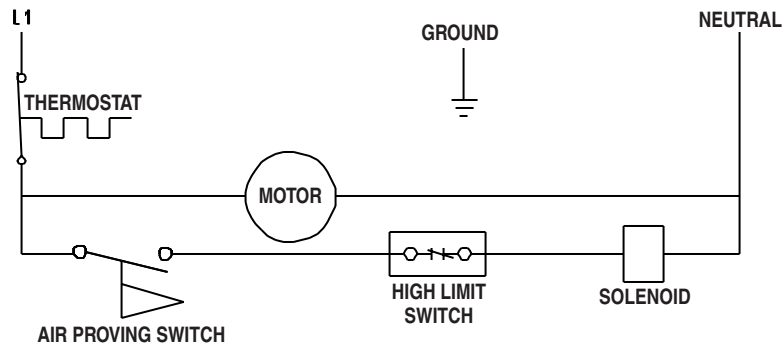 L1
GROUND
NEUTRAL
THERMOSTAT
MOTOR
HIGH LIMIT
SWITCH
SOLENOID
AIR PROVING SWITCH